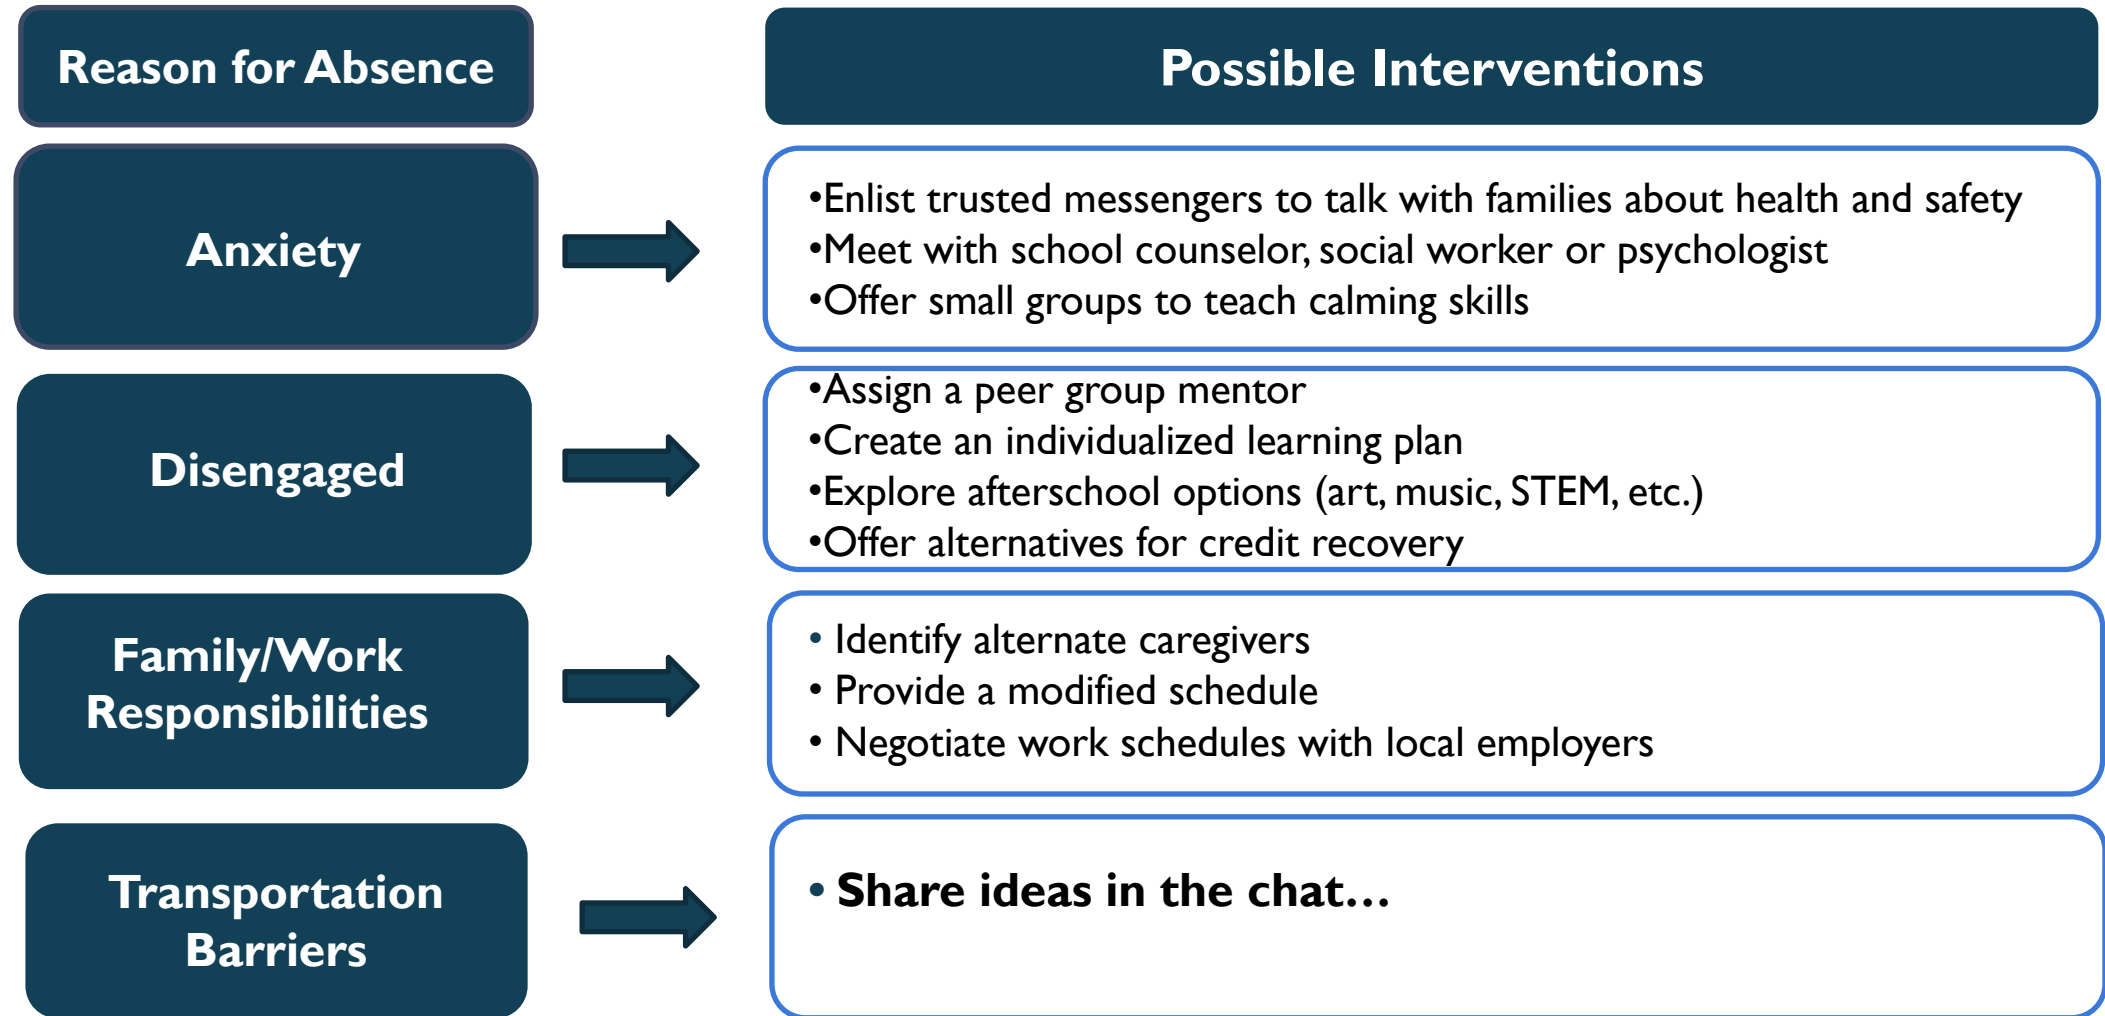 Reason for Absence
Possible Interventions
Anxiety
•Enlist trusted messengers to talk with families about health and safety
•Meet with school counselor, social worker or psychologist
•Offer small groups to teach calming skills
Disengaged
•Assign a peer group mentor
•Create an individualized learning plan
•Explore afterschool options (art, music, STEM, etc.)
•Offer alternatives for credit recovery
Family/Work
Responsibilities
• Identify alternate caregivers
• Provide a modified schedule
• Negotiate work schedules with local employers
Transportation
Barriers
• Share ideas in the chat...